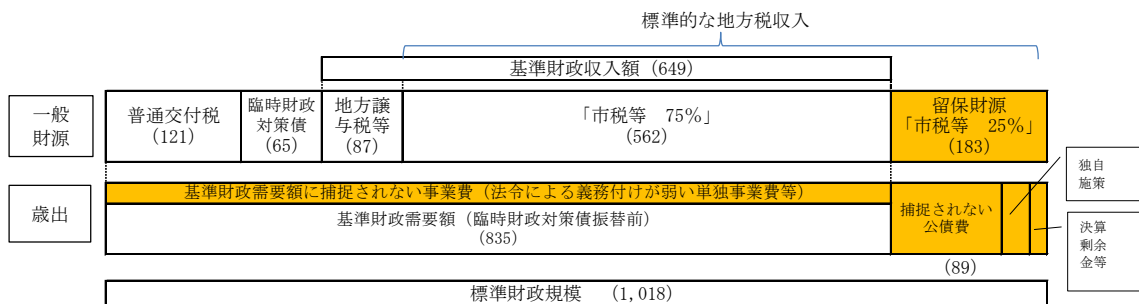 標準的な地方税収入
基準財政収入額（649）
一般
財源
普通交付税
（121）
臨時財政
対策債
（65）
地方譲
与税等
（87）
「市税等　75％」
（562）
留保財源
「市税等　25％」
（183）
歳出
基準財政需要額に捕捉されない事業費（法令による義務付けが弱い単独事業費等）
基準財政需要額（臨時財政対策債振替前）
（835）
捕捉されない
公債費
（89）
独自
施策
決算
剰余
金等
標準財政規模　（1,018）